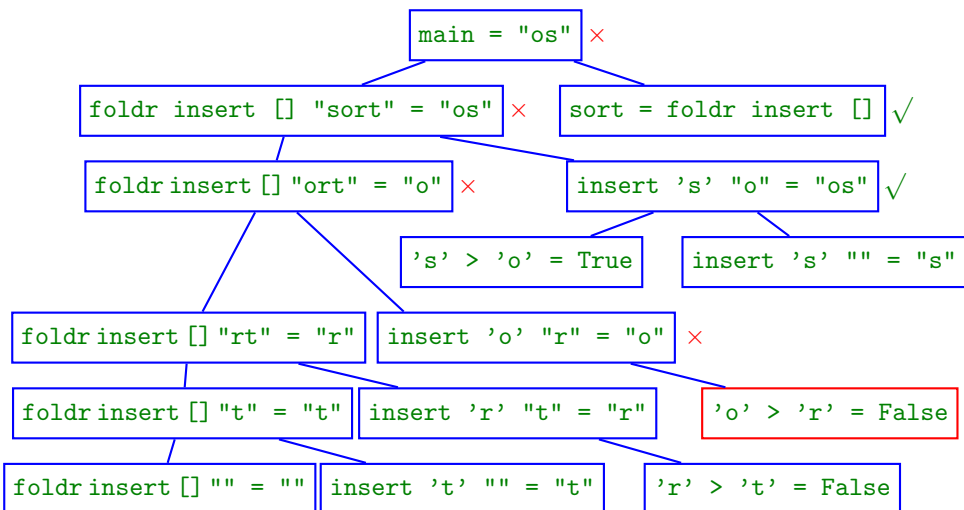 main = "os" ×
foldr insert [] "sort" = "os" × sort = foldr insert [] √
foldr insert [] "ort" = "o" × insert 's' "o" = "os" √
's' > 'o' = True insert 's' "" = "s"
foldr insert [] "rt" = "r" insert 'o' "r" = "o" ×
foldr insert [] "t" = "t" insert 'r' "t" = "r" 'o' > 'r' = False
foldr insert [] "" = "" insert 't' "" = "t" 'r' > 't' = False